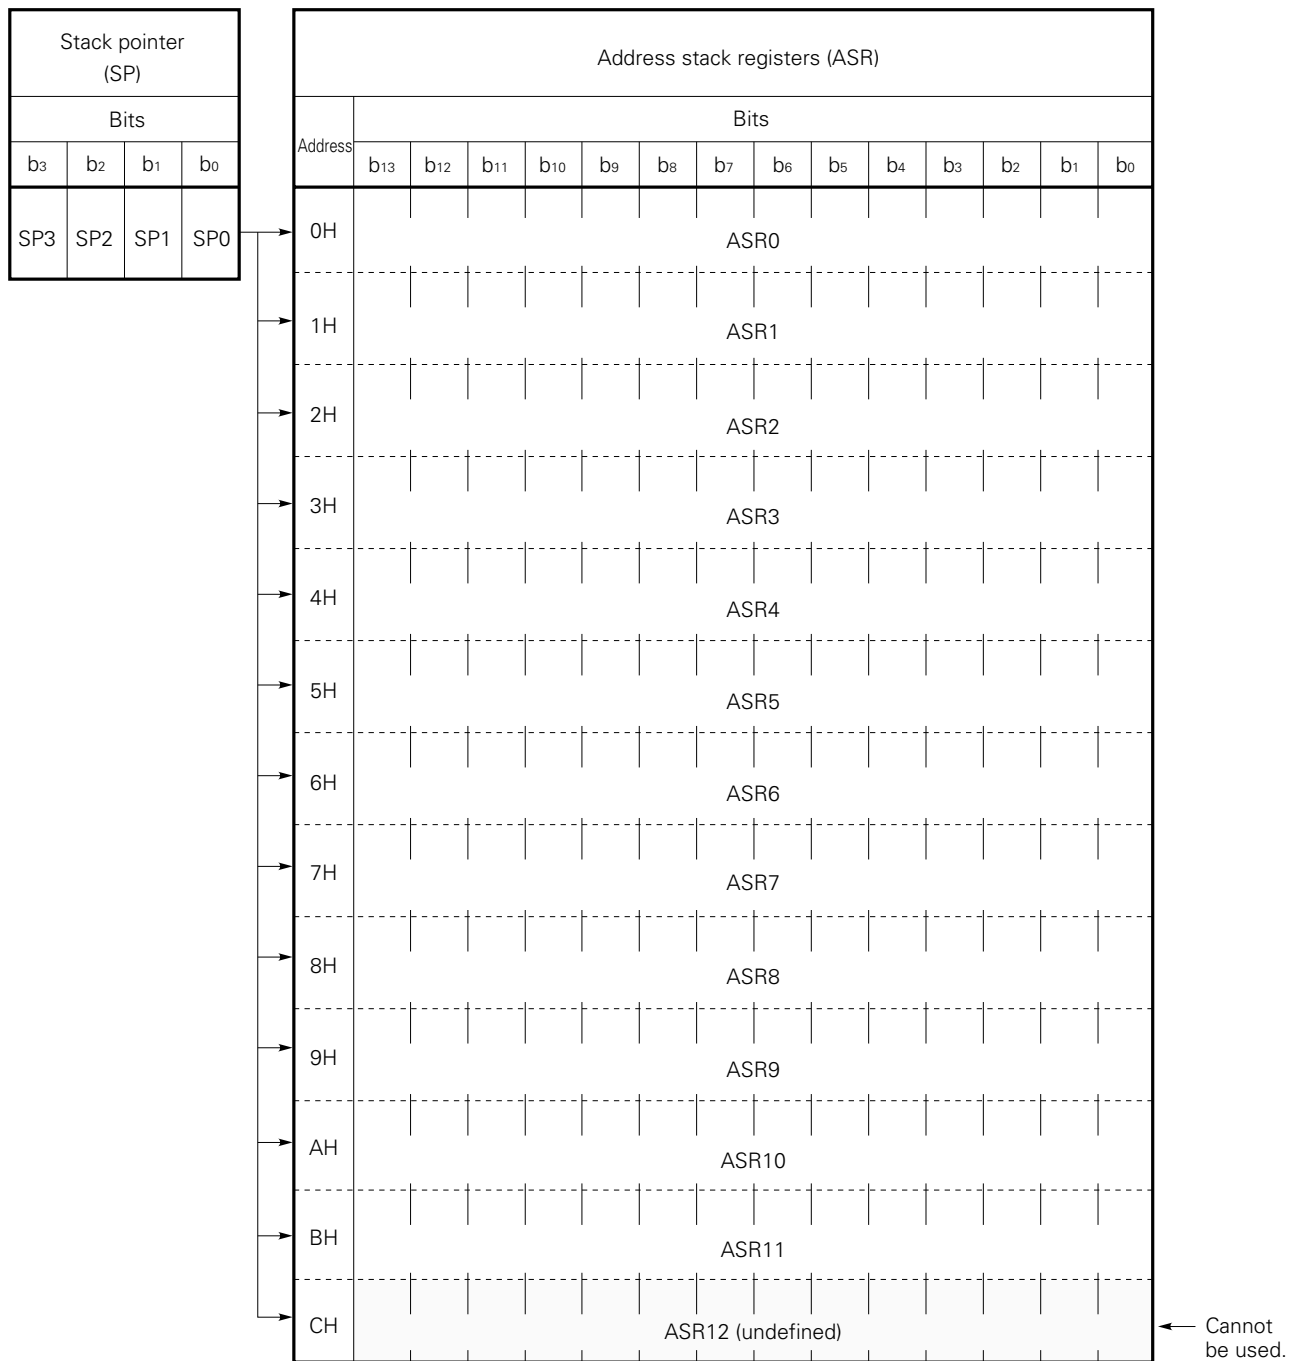 Stack pointer
(SP)
Bits
b3 b2 b1 b0
SP3 SP2 SP1 SP0
Address stack registers (ASR)
Address
Bits
b13 b12 b11 b10 b9 b8 b7 b6 b5 b4 b3 b2 b1 b0
0H ASR0
1H ASR1
2H ASR2
3H ASR3
4H ASR4
5H ASR5
6H ASR6
7H ASR7
8H ASR8
9H ASR9
AH ASR10
BH ASR11
CH ASR12 (undefined)
Cannot
be used.